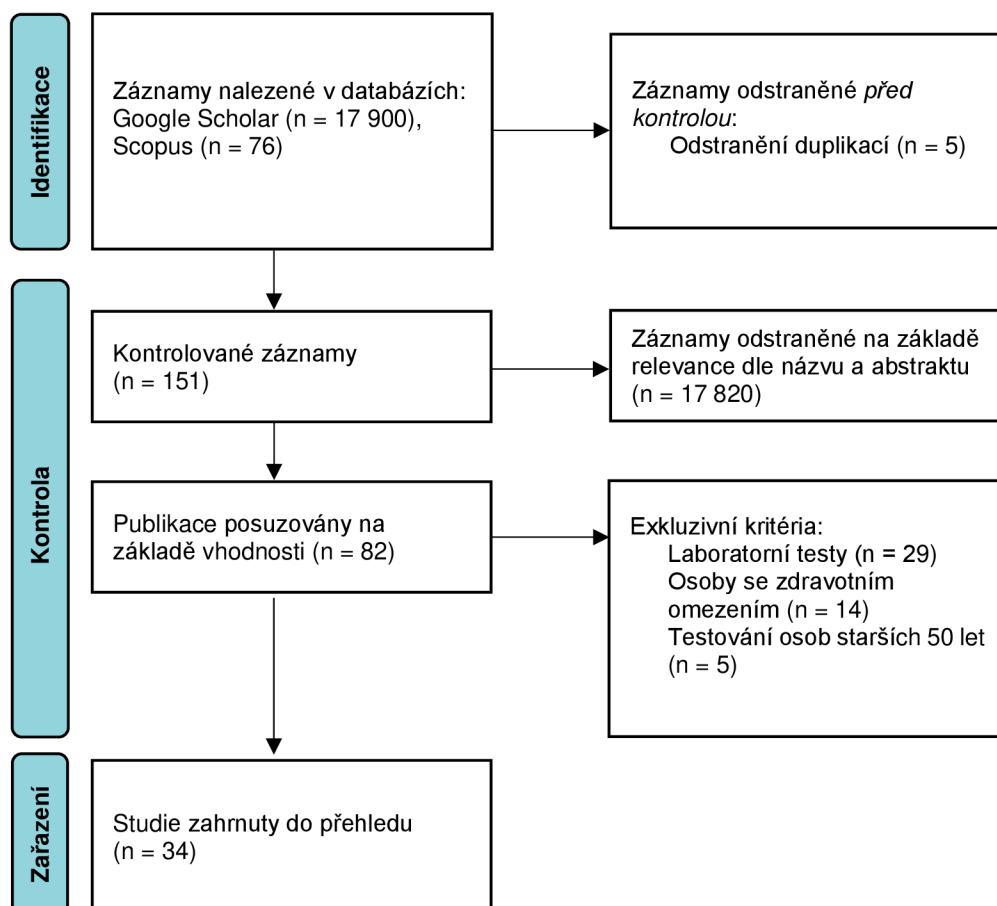 Identifikace
Záznamy nalezené v databázích:
Google Scholar (n = 17 900),
Scopus (n = 76)
Záznamy odstraněné před
kontrolou:
Odstranění duplikací (n = 5)
Kontrola
Kontrolované záznamy
(n = 151)
Záznamy odstraněné na základě
relevance dle názvu a abstraktu
(n = 17 820)
Publikace posuzovány na
základě vhodnosti (n = 82)
Exkluzivní kritéria:
Laboratorní testy (n = 29)
Osoby se zdravotním
omezením (n = 14)
Testování osob starších 50 let
(n = 5)
Zařazení
Studie zahrnuty do přehledu
(n = 34)